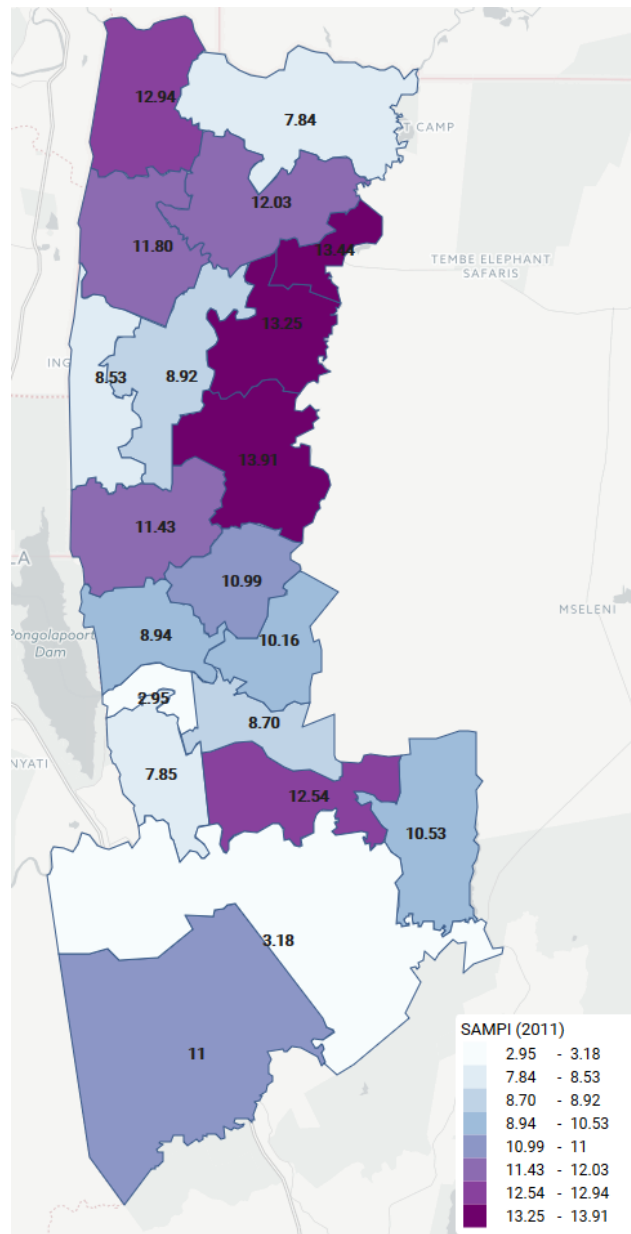 12.94
7.84
T CAMP
12.03
11.80
13.44
TEMBE ELEPHANT
SAFARIS
13.25
ING
8.53
8.92
13.91
11.43
LA
10.99
MSELENI
8.94
10.16
Pongolapoort
Dam
2.95
8.70
NYATI
7.85
12.54
10.53
3.18
11
SAMPI (2011)
2.95 - 3.18
7.84 - 8.53
8.70 - 8.92
8.94 - 10.53
10.99 - 11
11.43 - 12.03
12.54 - 12.94
13.25 - 13.91